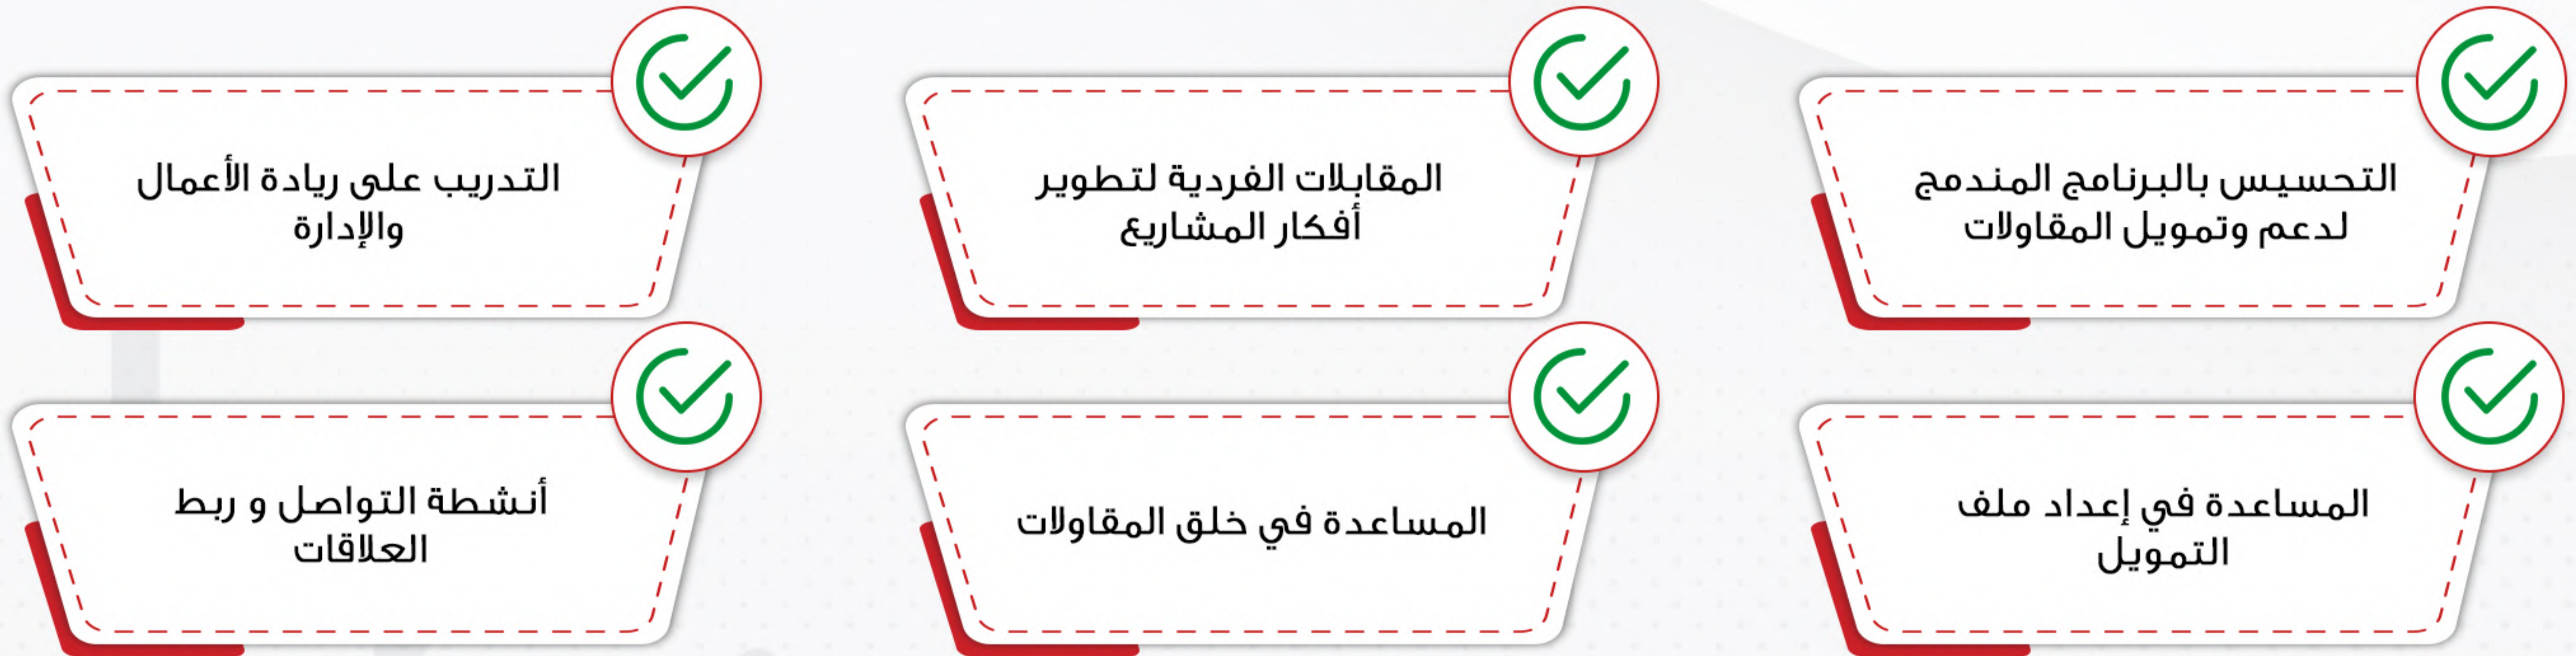 التحسيس بالبرنامج المندمج
لدعم وتمويل المقاولات
المقابلات الفردية لتطوير
أفكار المشاريع
التدريب على ريادة الأعمال
والإدارة
المساعدة في إعداد ملف
التمويل
المساعدة في خلق المقاولات
أنشطة التواصل و ربط
العلاقات